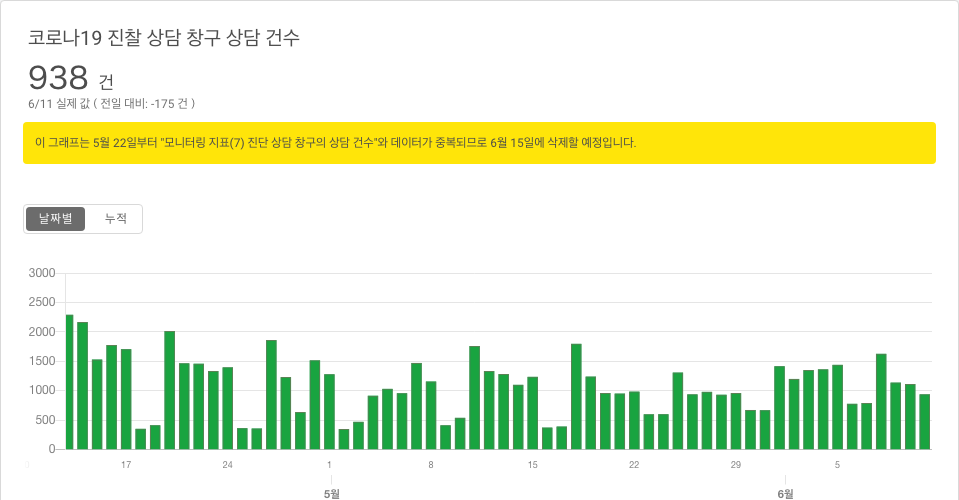 코로나19 진찰 상담 창구 상담 건수
938 건
6/11 실제 값 ( 전일 대비: -175 건 )
이 그래프는 5월 22일부터 "모니터링 지표(7) 진단 상담 창구의 상담 건수"와 데이터가 중복되므로 6월 15일에 삭제할 예정입니다.
날짜별 누적
3000
2500
2000
1500
1000
500
0
17 24 1 8 15 22 29 5
5월 6월